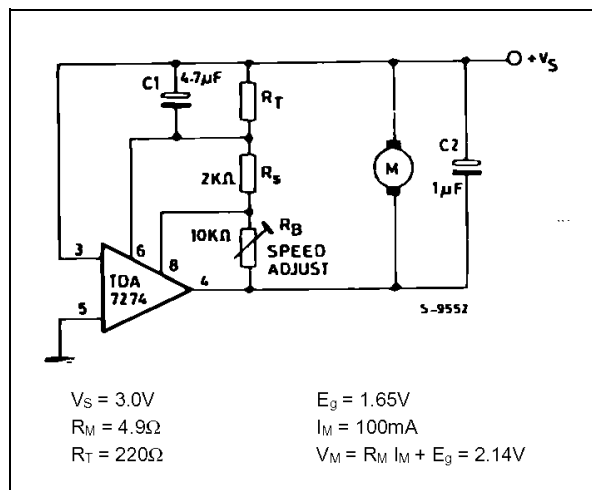 +VS
C1
4.7µF
RT
C2
1µF
M
2KΩ
RS
10KΩ
RB
SPEED
ADJUST
3
6
8
TDA
7274
4
5
S-9552
...
VS = 3.0V
Eg = 1.65V
RM = 4.9Ω
IM = 100mA
RT = 220Ω
VM = RM IM + Eg = 2.14V